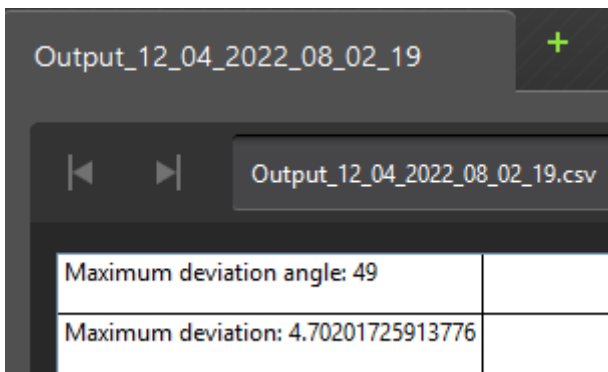 Output_12_04_2022_08_02_19
+
Output_12_04_2022_08_02_19.csv
Maximum deviation angle: 49
Maximum deviation: 4.70201725913776